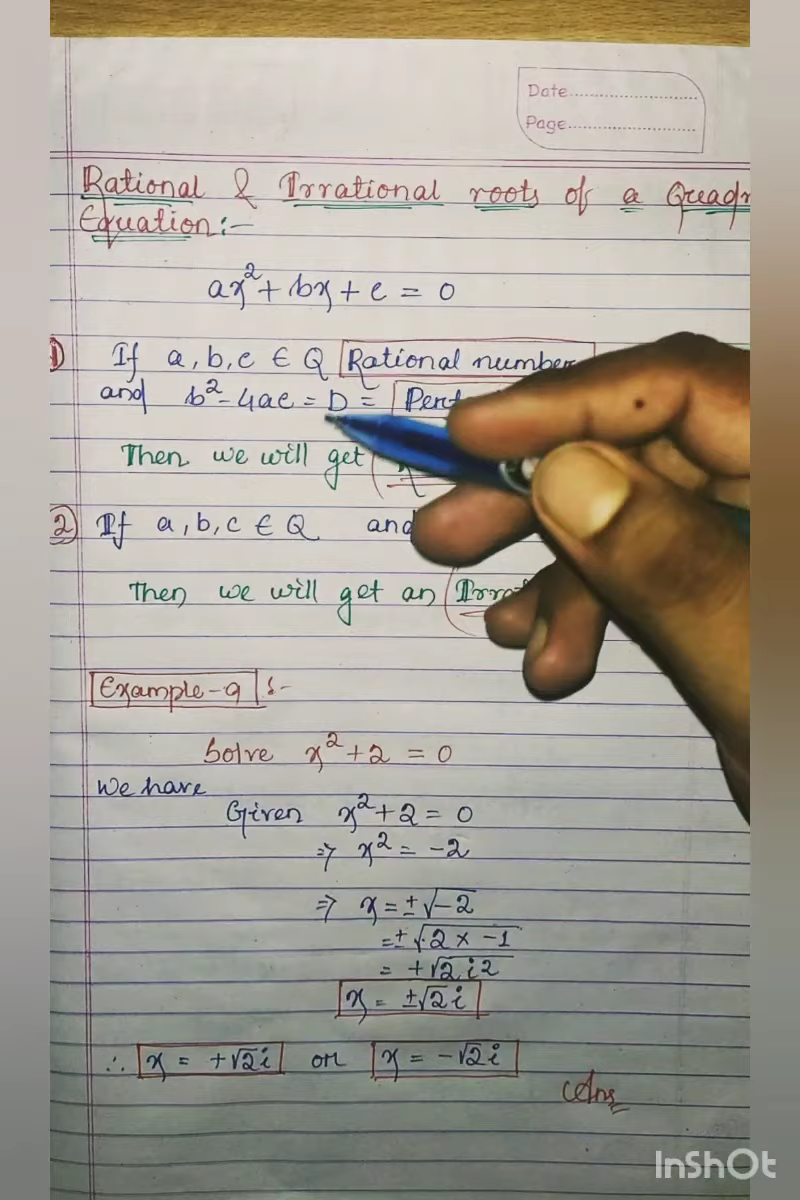 Date
Page
Rational & Irrational roots of a Quadr
Equation:-
ax² + bx + c = 0
1) If a, b, c ∈ Q Rational number
and b² - 4ac = D =
Then we will get
2) If a, b, c ∈ Q and
Then we will get an
Example-9 :-
Solve x² + 2 = 0
We have
Given x² + 2 = 0
⇒ x² = -2
⇒ x = ±√-2
= ±√2 × -1
= +√2 i2
x = ±√2 i
∴ x = +√2 i or x = -√2 i
Ans
InShOt